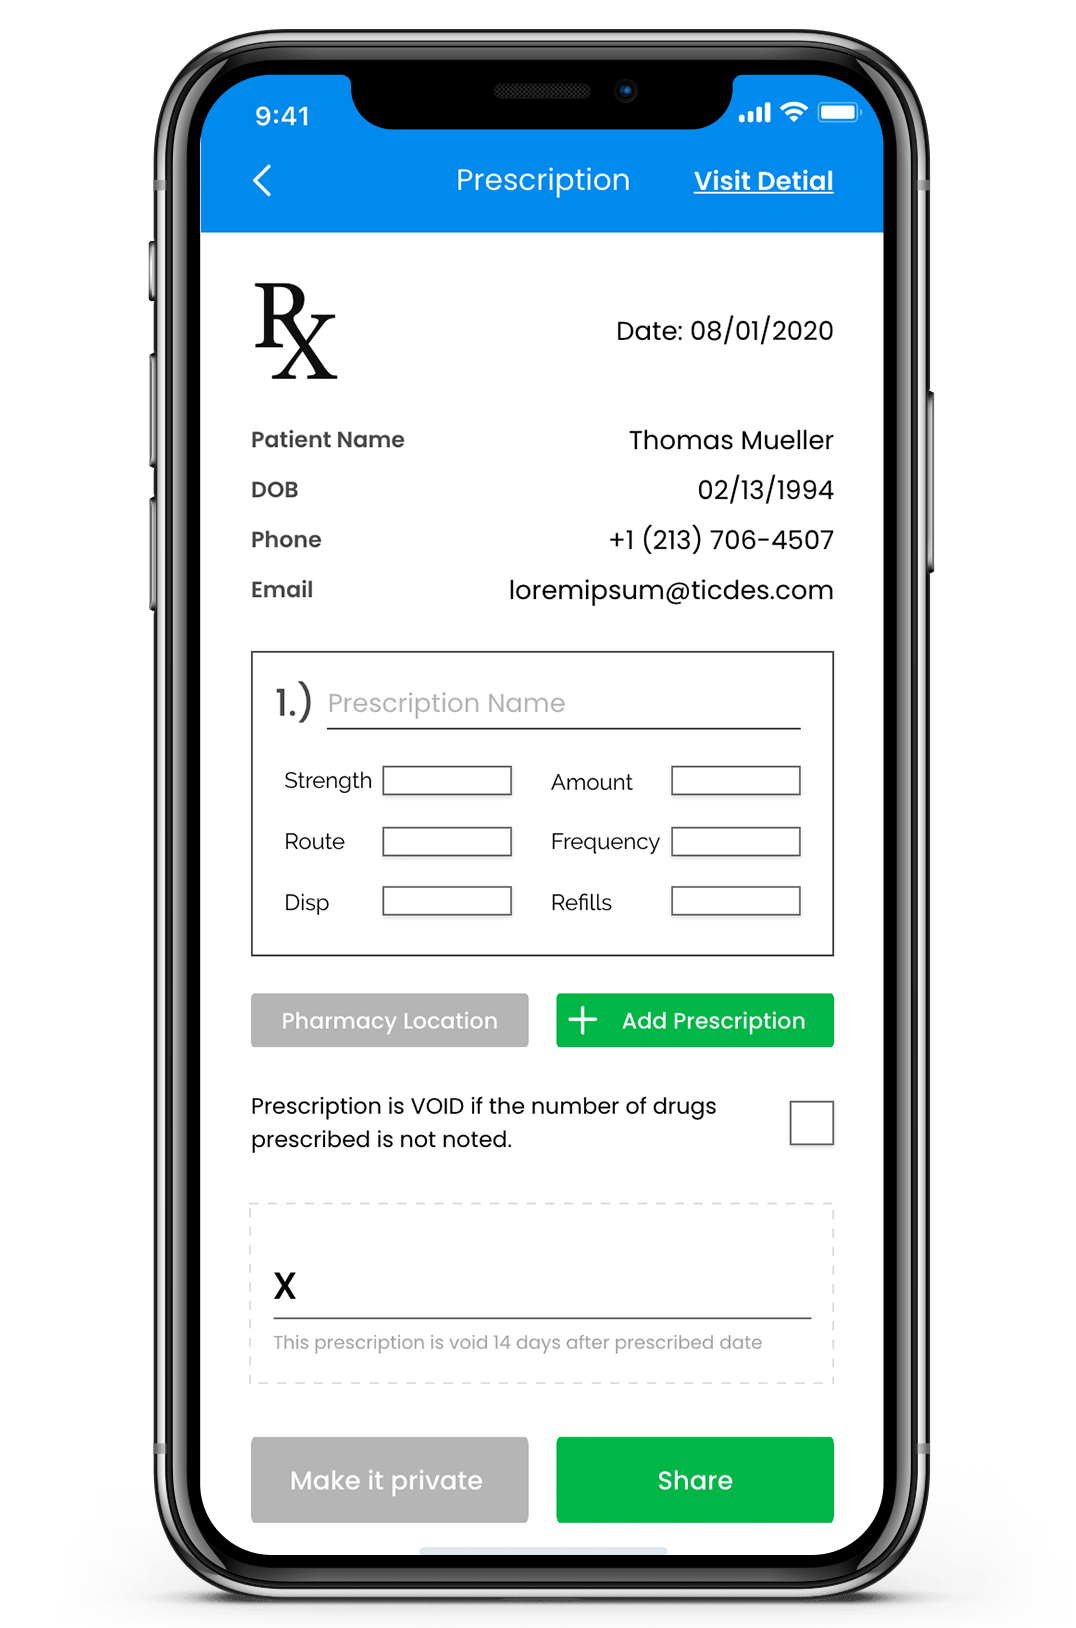 9:41
Prescription Visit Detial
Rx
Date: 08/01/2020
Patient Name Thomas Mueller
DOB 02/13/1994
Phone +1 (213) 706-4507
Email loremipsum@ticdes.com
1.) Prescription Name
Strength Amount
Route Frequency
Disp Refills
Pharmacy Location + Add Prescription
Prescription is VOID if the number of drugs
prescribed is not noted.
X
This prescription is void 14 days after prescribed date
Make it private Share